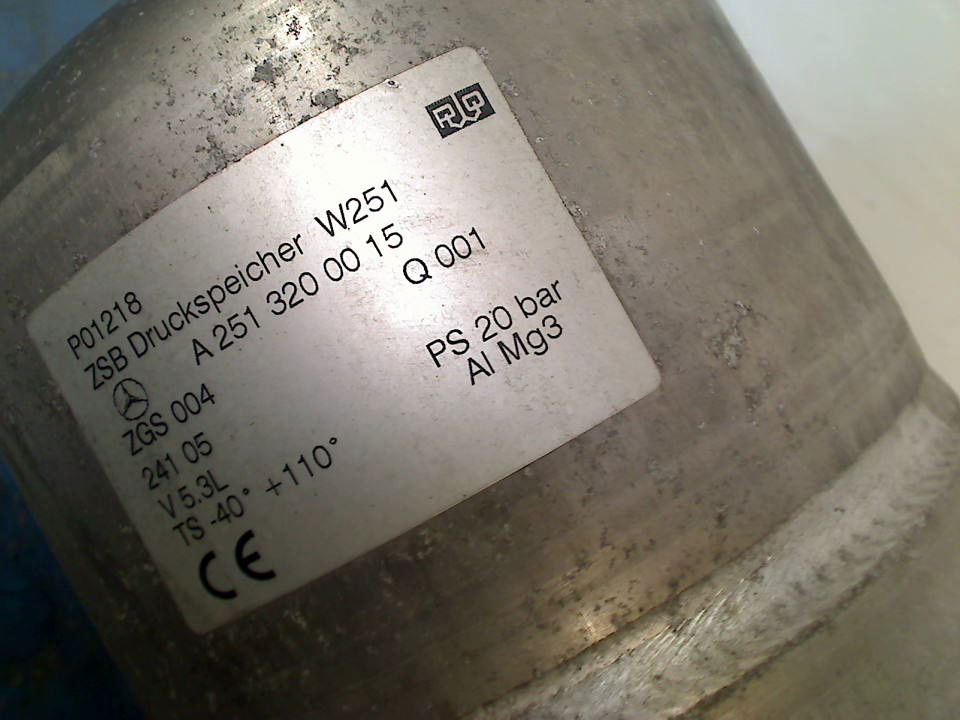 P01218
ZSB Druckspeicher W251
A 251 320 00 15
Q 001
ZGS 004
PS 20 bar
Al Mg3
241 05
V 5.3L
TS -40° +110°
CE